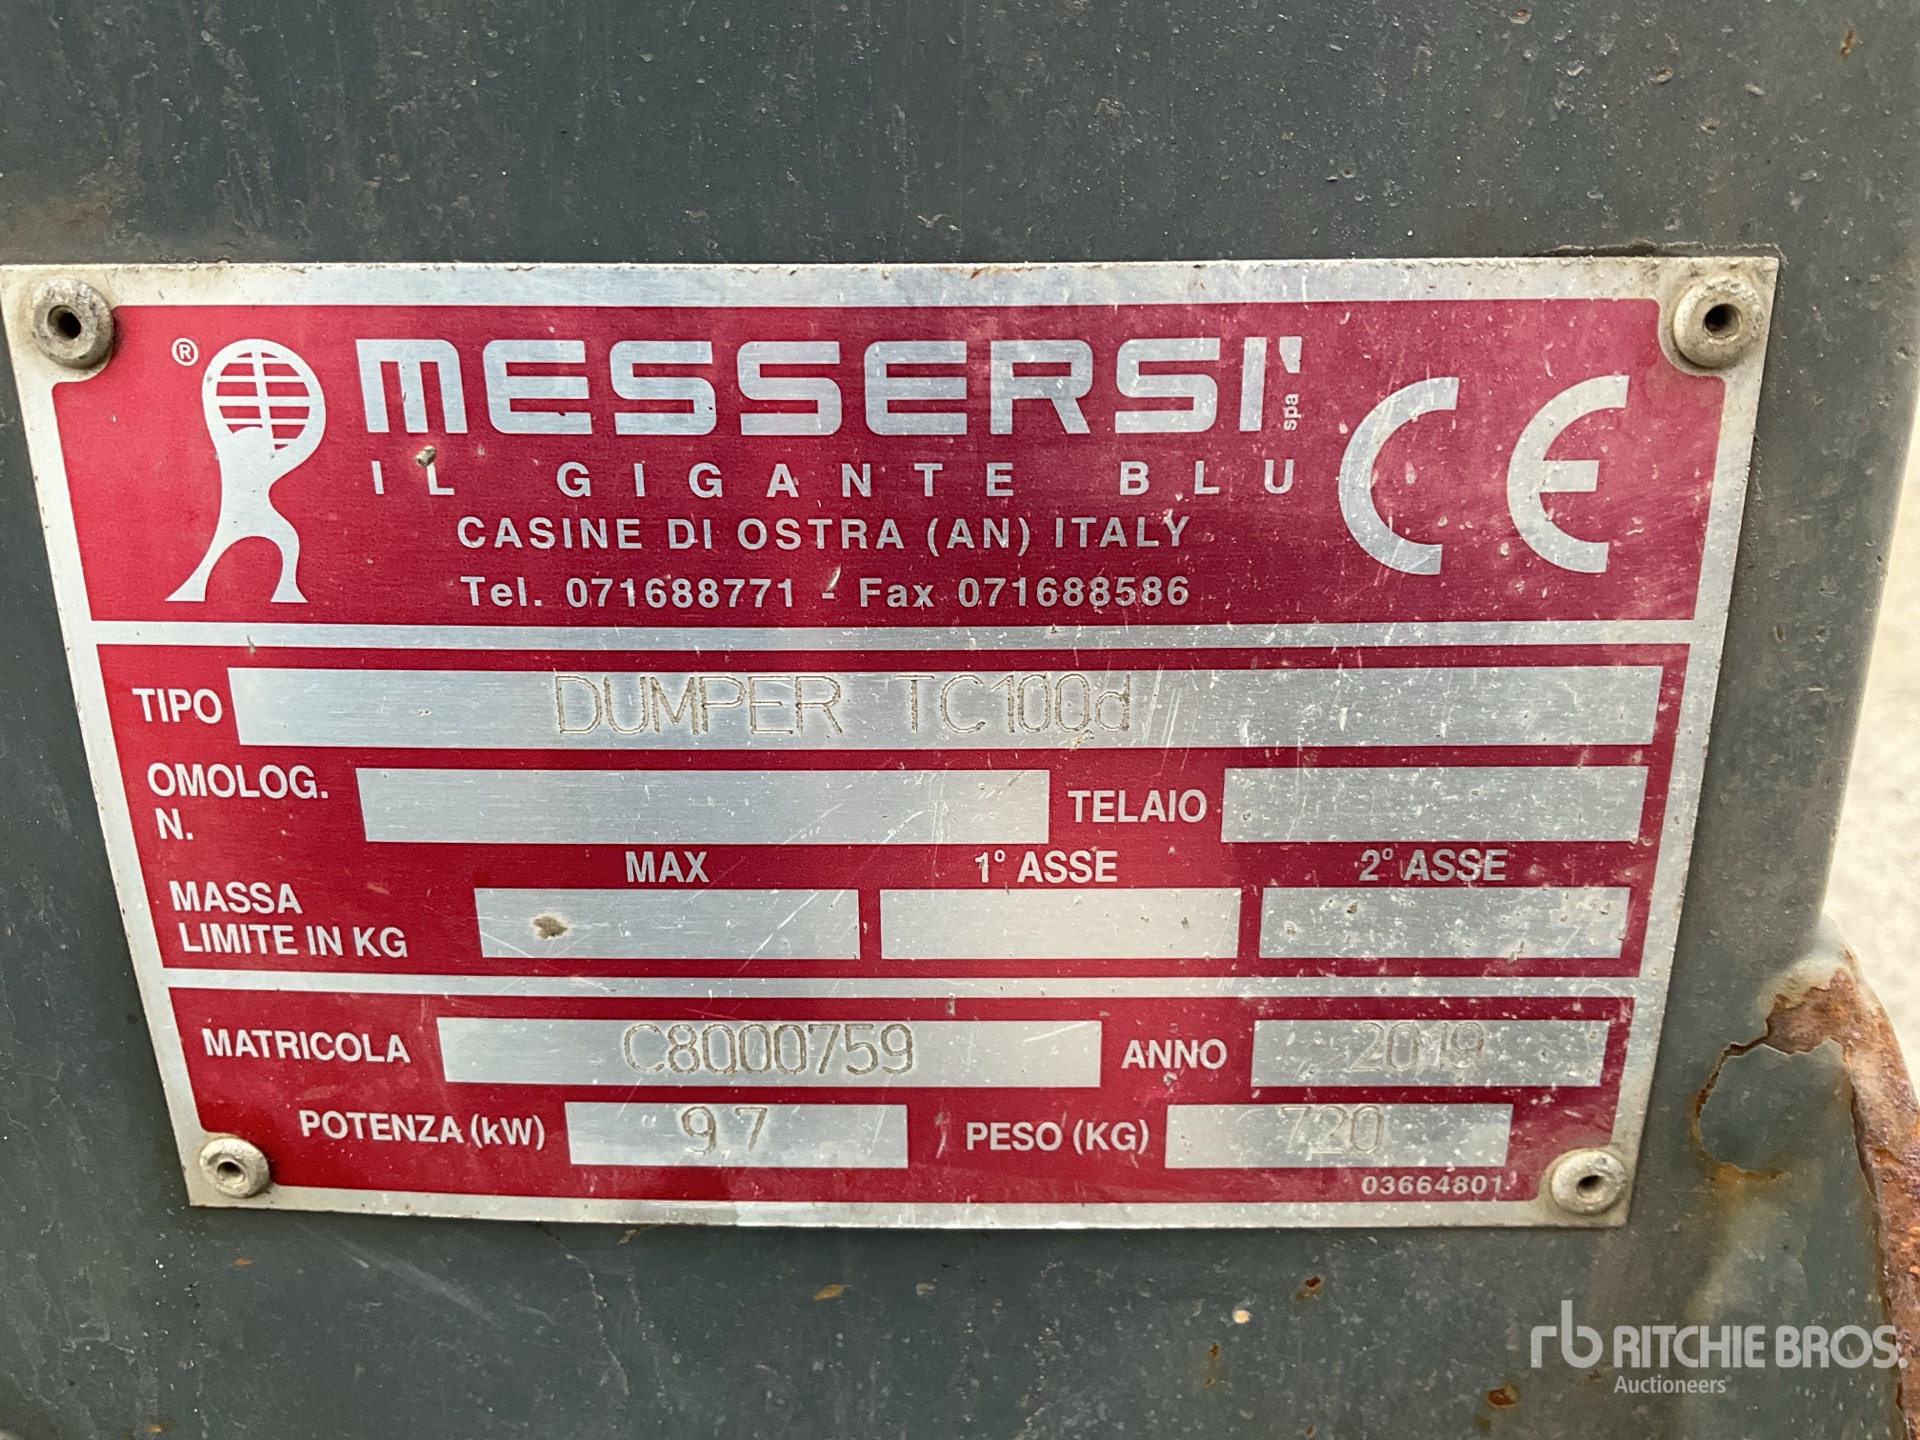 ®
MESSERSI' spa
IL GIGANTE BLU
CE
CASINE DI OSTRA (AN) ITALY
Tel. 071688771 - Fax 071688586
TIPO DUMPER TC100d
OMOLOG. N.
TELAIO
MAX 1° ASSE 2° ASSE
MASSA
LIMITE IN KG
MATRICOLA C8000759 ANNO 2019
POTENZA (kW) 9,7 PESO (KG) 720
03664801
rb RITCHIE BROS.
Auctioneers